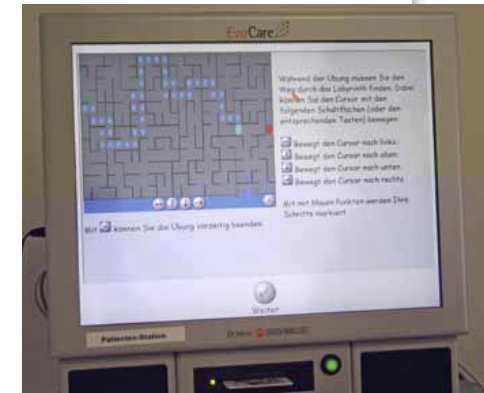 EvoCare
Während der Übung müssen Sie den
Weg durch das Labyrinth finden. Dabei
können Sie den Cursor mit den
folgenden Schaltflächen (oder den
entsprechenden Tasten) bewegen:
Bewegt den Cursor nach links.
Bewegt den Cursor nach oben.
Bewegt den Cursor nach unten.
Bewegt den Cursor nach rechts.
Mit mit blauen Punkten werden Ihre
Schritte markiert.
Mit können Sie die Übung vorzeitig beenden.
Weiter
Patienten-Station